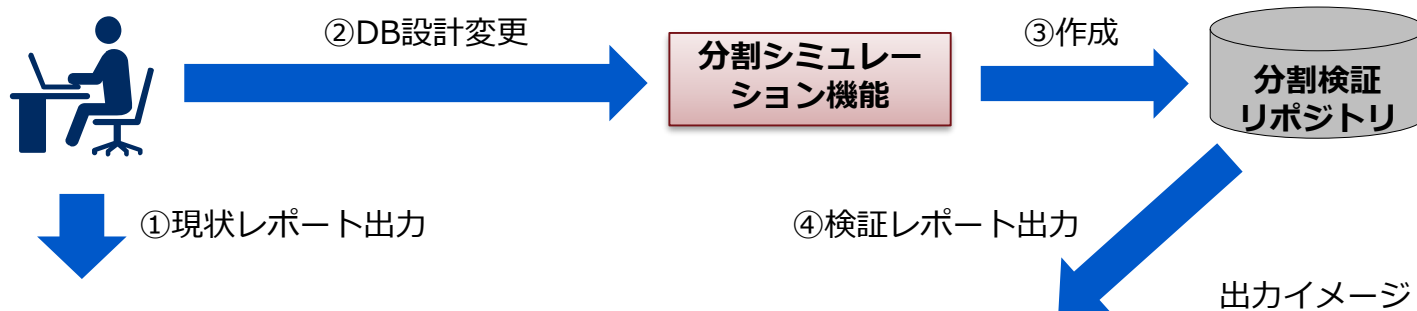 ②DB設計変更
分割シミュレー
ション機能
③作成
分割検証
リポジトリ
①現状レポート出力
④検証レポート出力
出力イメージ